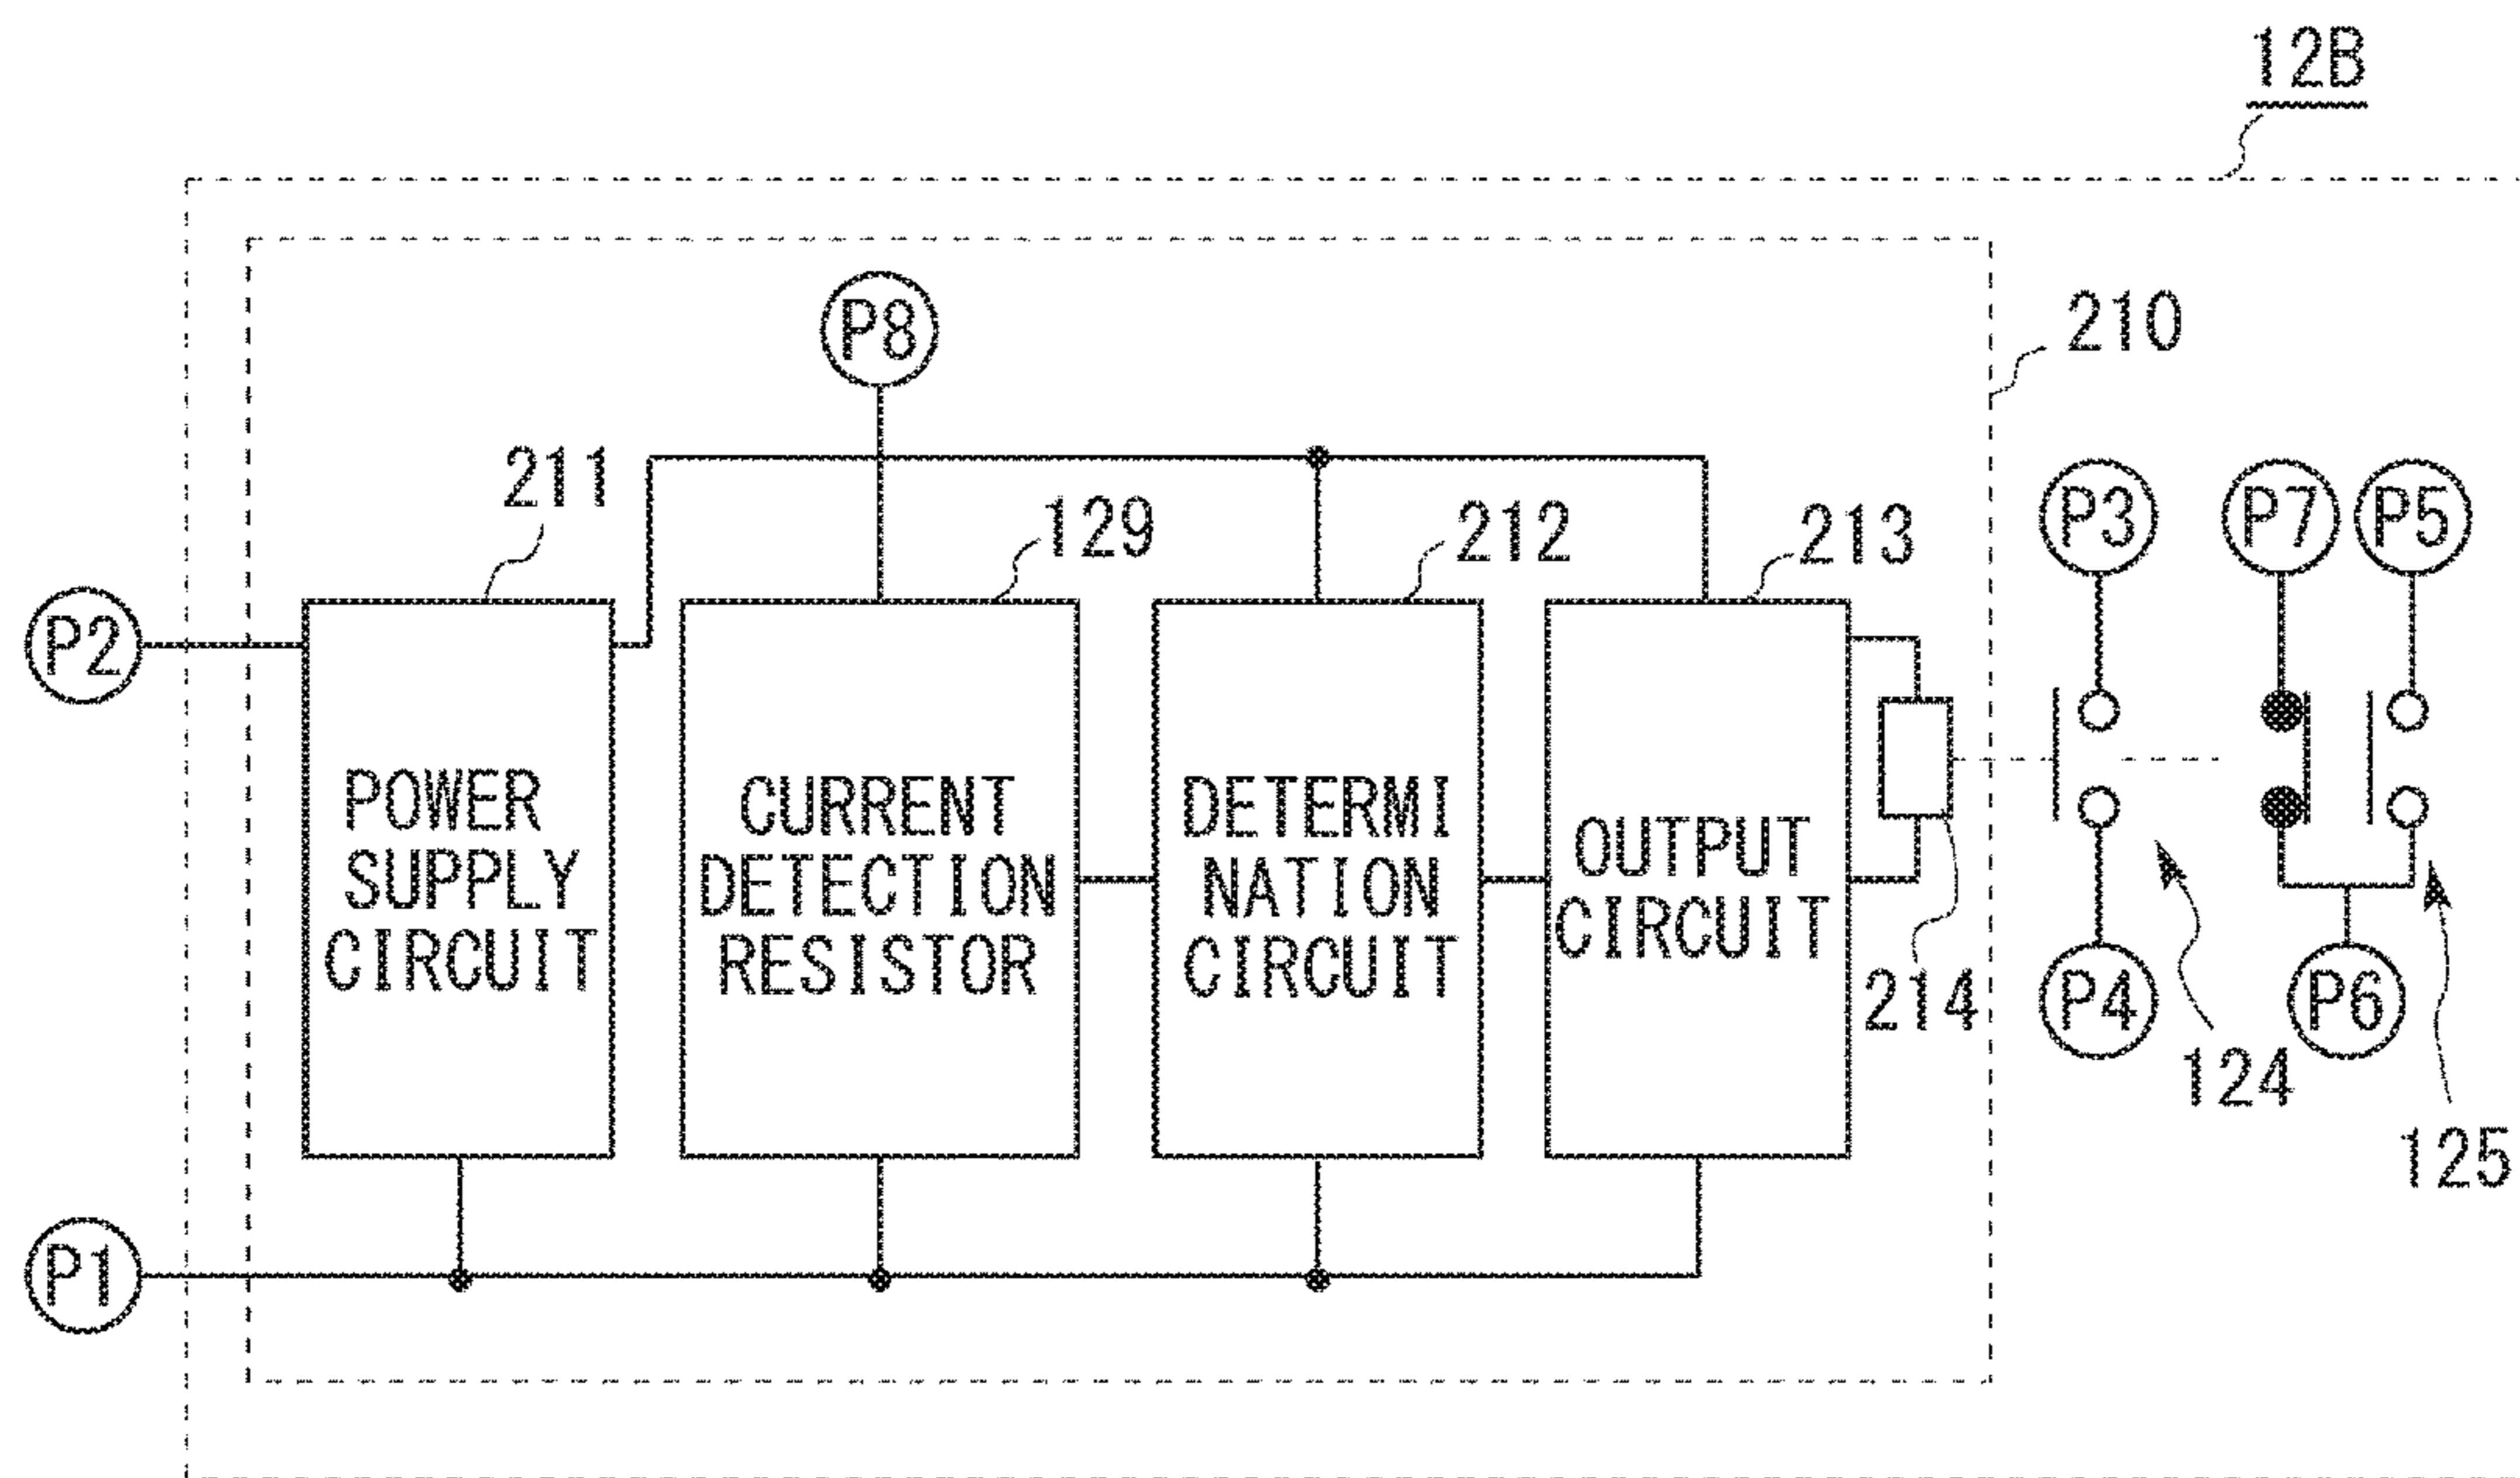 12B
210
P8
211
129
212
213
P3
P7
P5
P2
POWER
SUPPLY
CIRCUIT
CURRENT
DETECTION
RESISTOR
DETERMI
NATION
CIRCUIT
OUTPUT
CIRCUIT
214
P4
P6
124
125
P1